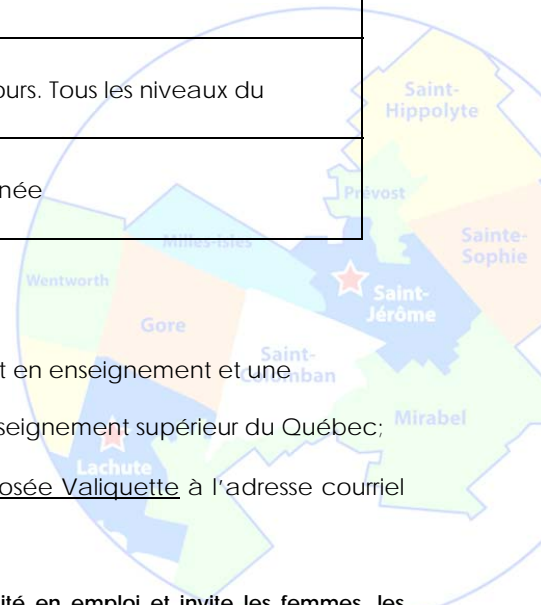 ours. Tous les niveaux du
Saint-
Hippolyte
née
Prévost
Milles-Isles
Sainte-
Sophie
Wentworth
Saint-
Jérôme
Gore
Saint-
Colomban
t en enseignement et une
seignement supérieur du Québec;
Mirabel
Lachute
osée Valiquette à l'adresse courriel
ité en emploi et invite les femmes, les